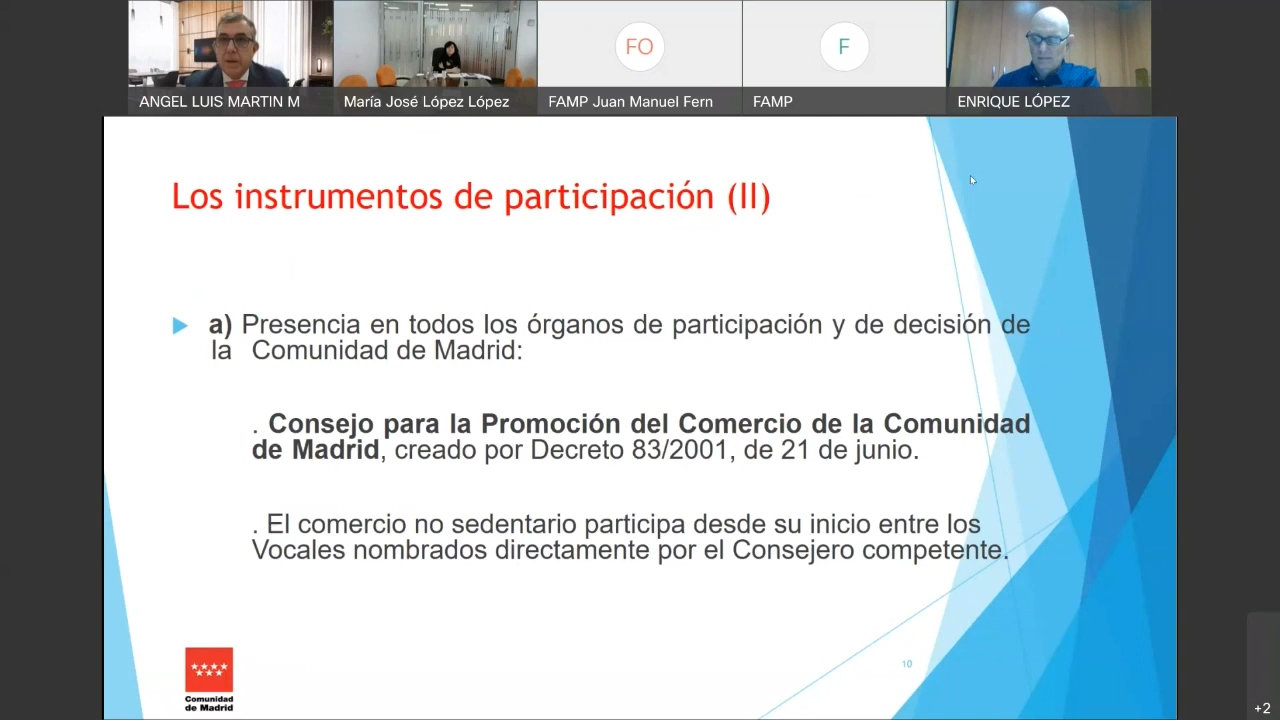 FO
F
ANGEL LUIS MARTIN M
María José López López
FAMP Juan Manuel Fern
FAMP
ENRIQUE LÓPEZ
Los instrumentos de participación (II)
a) Presencia en todos los órganos de participación y de decisión de
la Comunidad de Madrid:
. Consejo para la Promoción del Comercio de la Comunidad
de Madrid, creado por Decreto 83/2001, de 21 de junio.
. El comercio no sedentario participa desde su inicio entre los
Vocales nombrados directamente por el Consejero competente.
10
Comunidad
de Madrid
+2